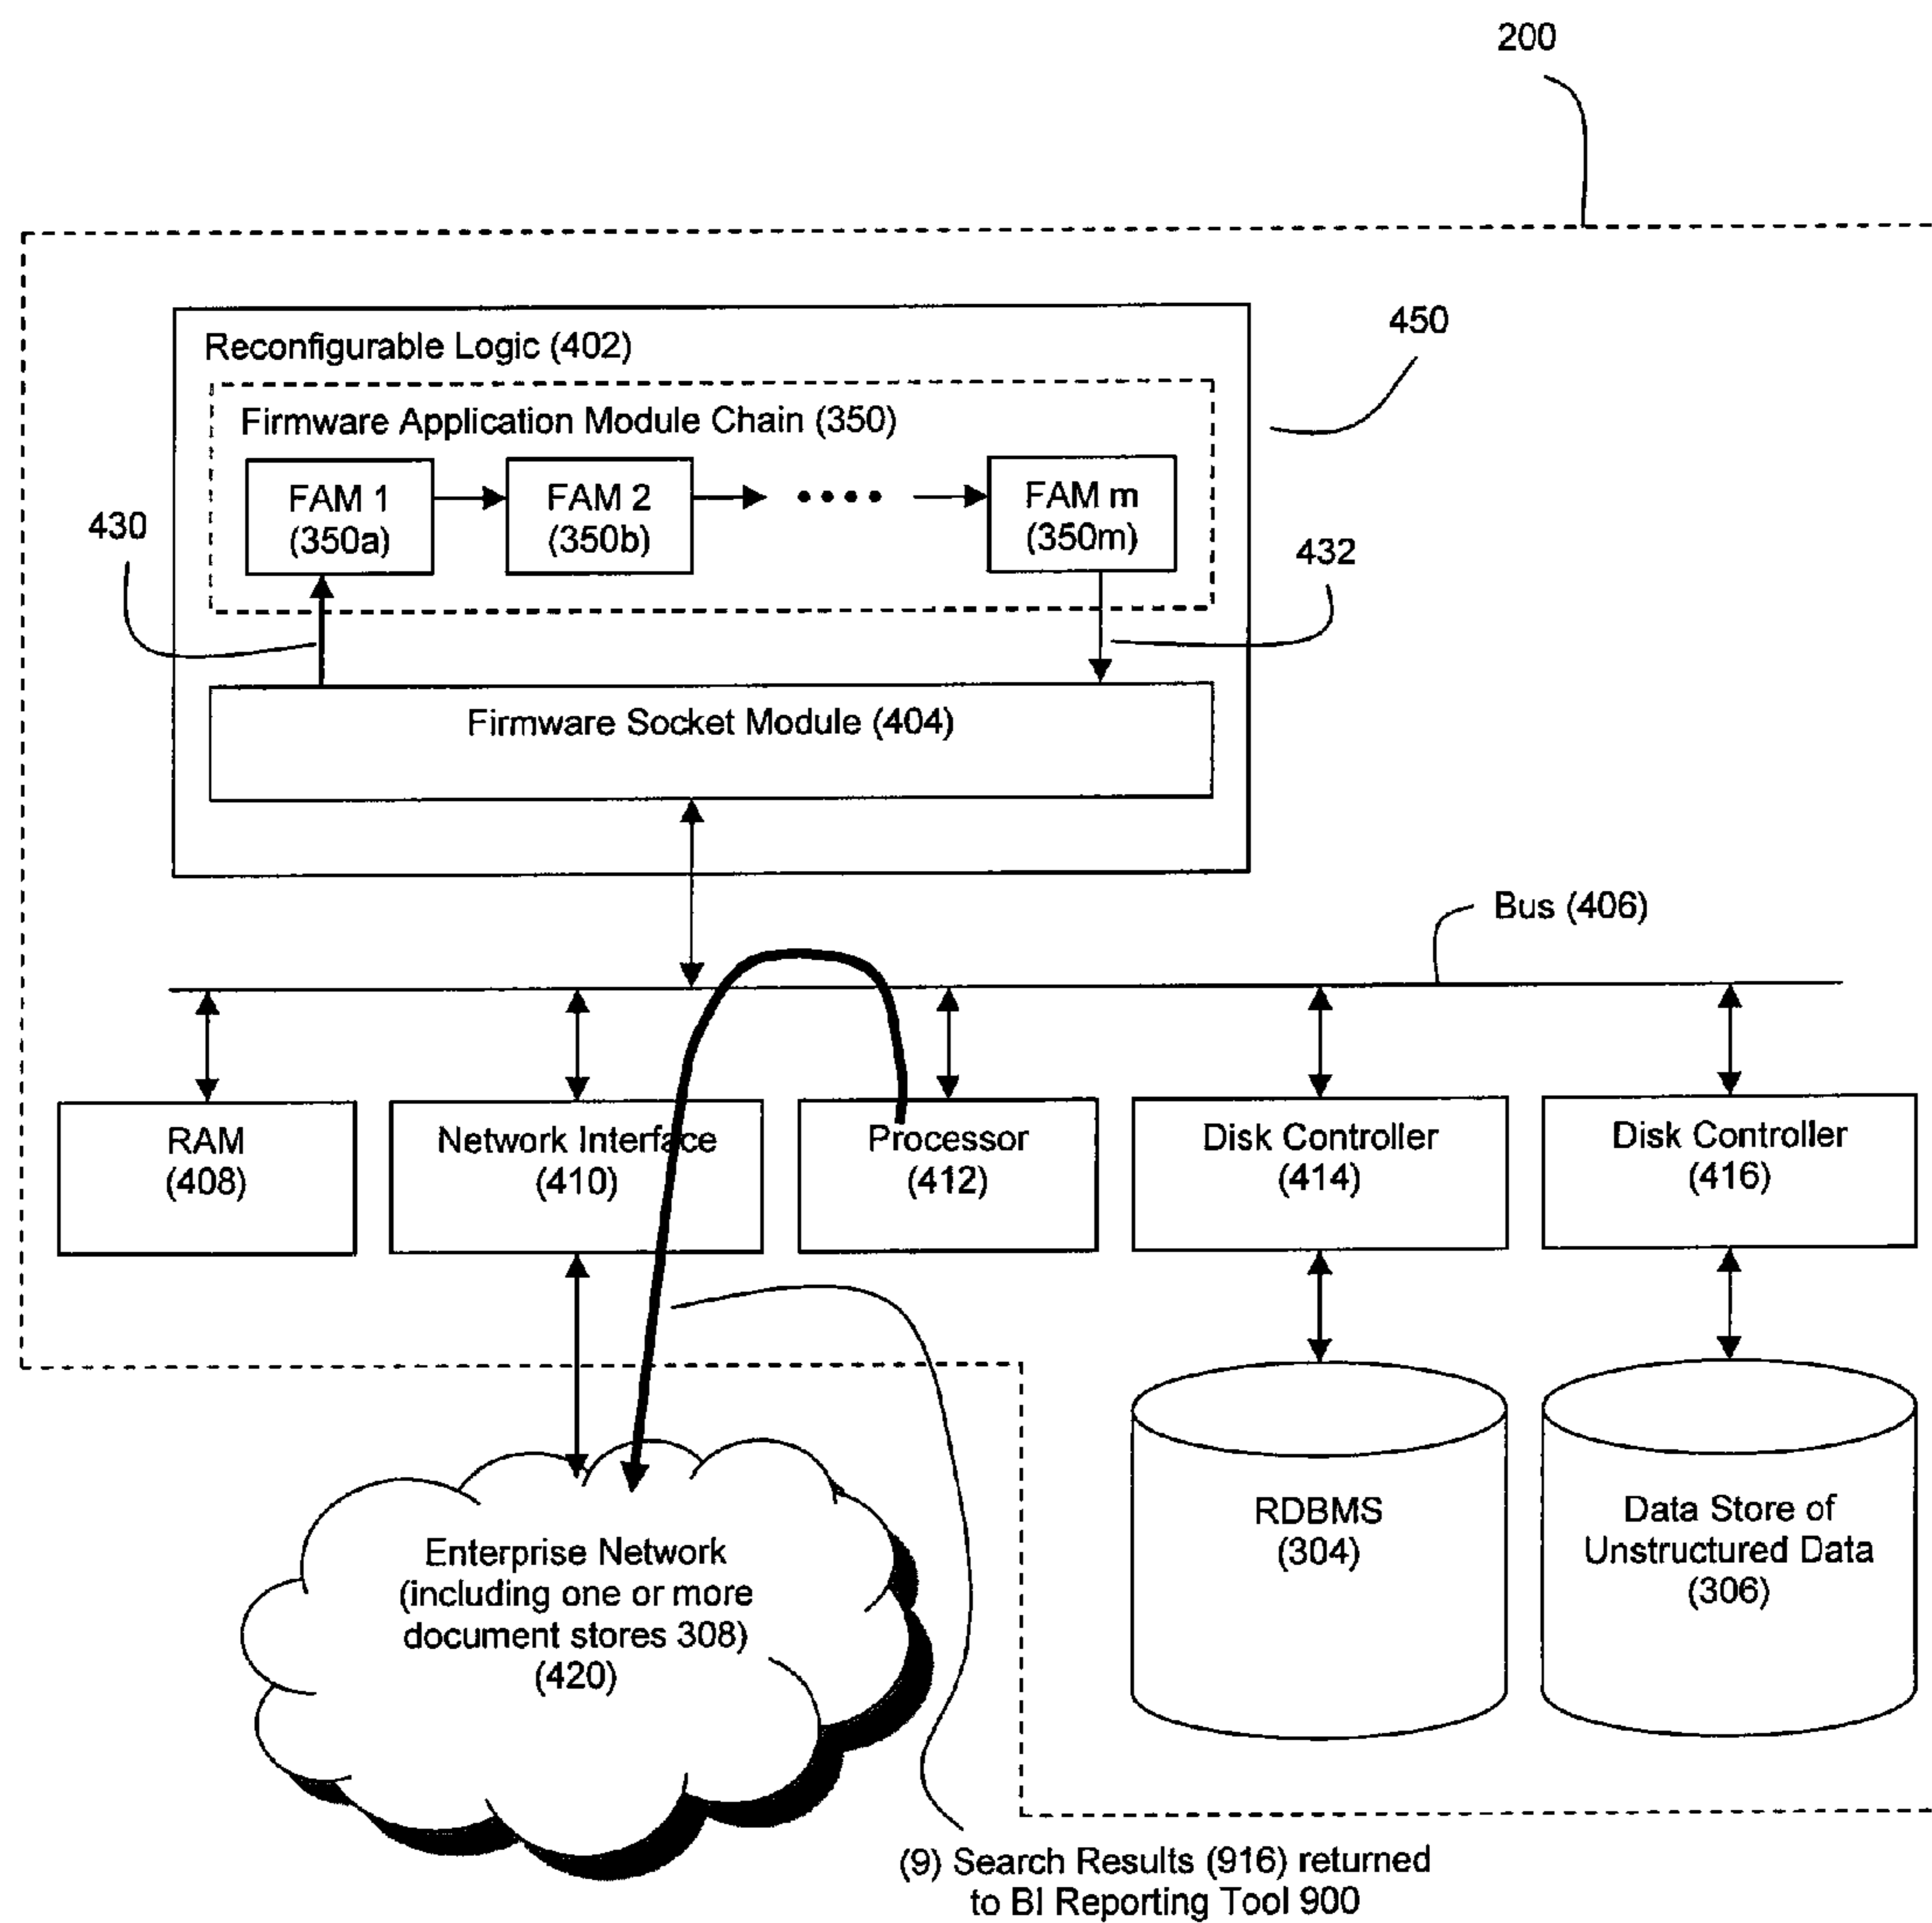 200
450
Reconfigurable Logic (402)
Firmware Application Module Chain (350)
FAM 1
(350a)
FAM 2
(350b)
FAM m
(350m)
430
432
Firmware Socket Module (404)
Bus (406)
RAM
(408)
Network Interface
(410)
Processor
(412)
Disk Controller
(414)
Disk Controller
(416)
Enterprise Network
(including one or more
document stores 308)
(420)
RDBMS
(304)
Data Store of
Unstructured Data
(306)
(9) Search Results (916) returned
to BI Reporting Tool 900